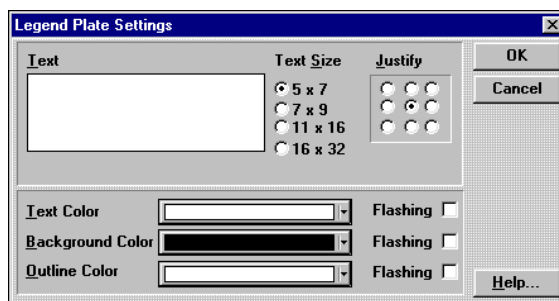 Legend Plate Settings
Text
Text Size
Justify
OK
5 x 7
7 x 9
11 x 16
16 x 32
Cancel
Text Color
Flashing
Background Color
Flashing
Outline Color
Flashing
Help...